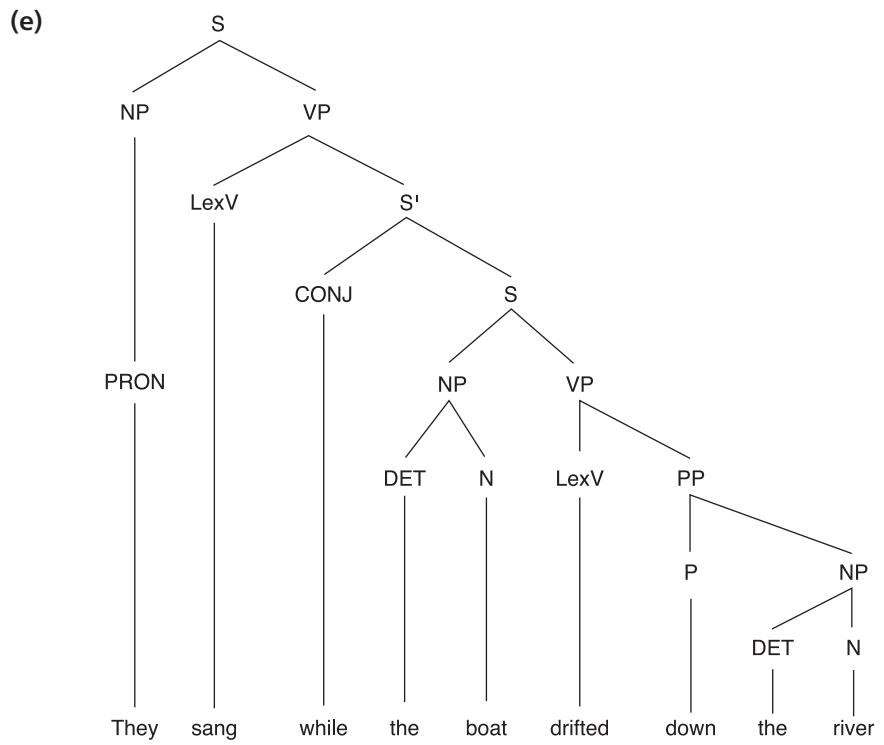 (e)
S
NP VP
LexV S'
CONJ S
PRON NP VP
DET N LexV PP
P NP
DET N
They sang while the boat drifted down the river